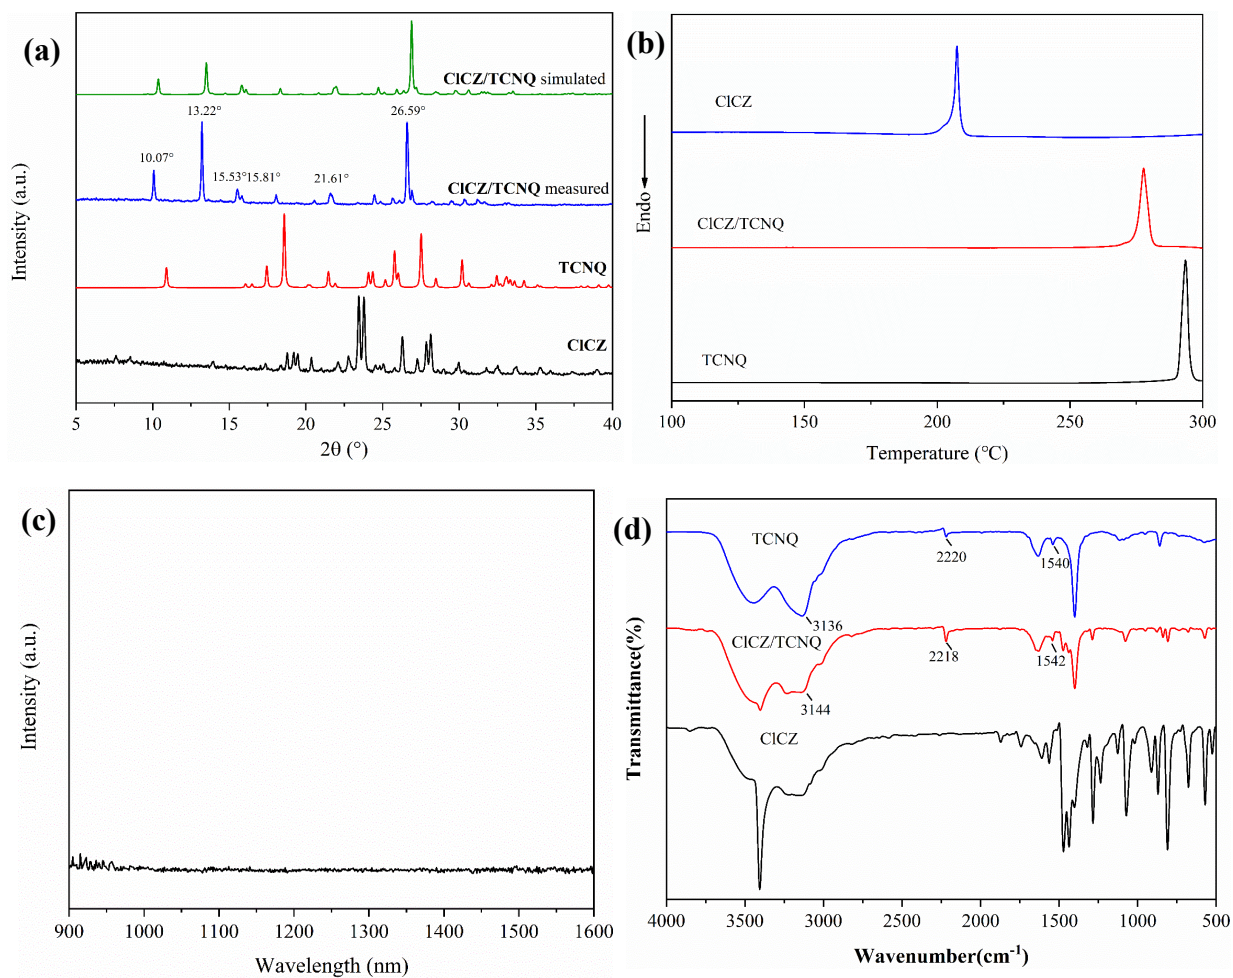 (a)
ClCZ/TCNQ simulated
13.22°
26.59°
10.07°
15.53°
15.81°
21.61°
ClCZ/TCNQ measured
TCNQ
ClCZ
Intensity (a.u.)
5 10 15 20 25 30 35 40
2θ (°)
(b)
ClCZ
ClCZ/TCNQ
TCNQ
Endo
100 150 200 250 300
Temperature (℃)
(c)
Intensity (a.u.)
900 1000 1100 1200 1300 1400 1500 1600
Wavelength (nm)
(d)
TCNQ
2220
1540
3136
ClCZ/TCNQ
2218
1542
3144
ClCZ
Transmittance(%)
4000 3500 3000 2500 2000 1500 1000 500
Wavenumber(cm⁻¹)